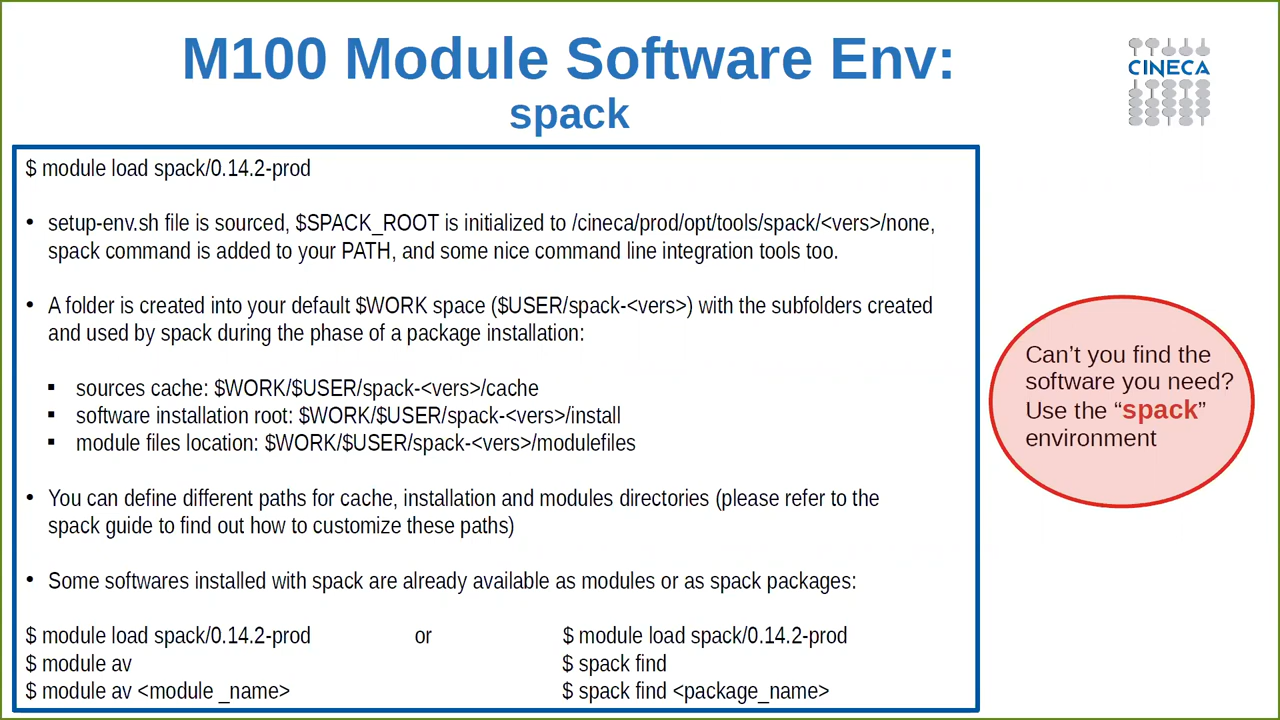 M100 Module Software Env:
spack
CINECA
$ module load spack/0.14.2-prod
• setup-env.sh file is sourced, $SPACK_ROOT is initialized to /cineca/prod/opt/tools/spack/<vers>/none,
spack command is added to your PATH, and some nice command line integration tools too.
• A folder is created into your default $WORK space ($USER/spack-<vers>) with the subfolders created
and used by spack during the phase of a package installation:
▪ sources cache: $WORK/$USER/spack-<vers>/cache
▪ software installation root: $WORK/$USER/spack-<vers>/install
▪ module files location: $WORK/$USER/spack-<vers>/modulefiles
• You can define different paths for cache, installation and modules directories (please refer to the
spack guide to find out how to customize these paths)
• Some softwares installed with spack are already available as modules or as spack packages:
$ module load spack/0.14.2-prod or $ module load spack/0.14.2-prod
$ module av $ spack find
$ module av <module _name> $ spack find <package_name>
Can't you find the
software you need?
Use the “spack”
environment